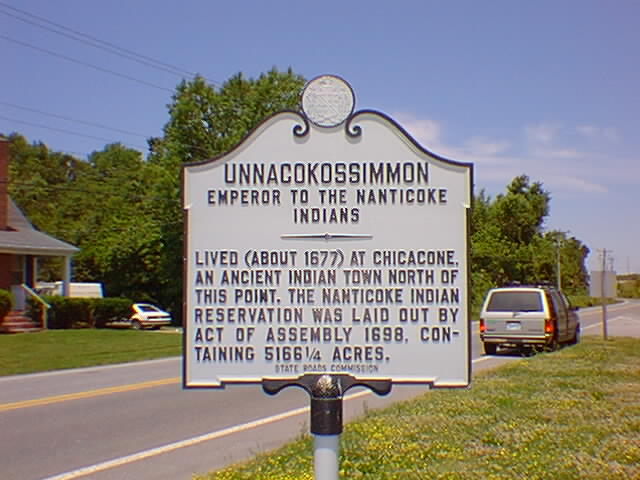 UNNACOKOSSIMMON
EMPEROR TO THE NANTICOKE
INDIANS
LIVED (ABOUT 1677) AT CHICACONE,
AN ANCIENT INDIAN TOWN NORTH OF
THIS POINT. THE NANTICOKE INDIAN
RESERVATION WAS LAID OUT BY
ACT OF ASSEMBLY 1698, CON-
TAINING 5166¼ ACRES.
STATE ROADS COMMISSION